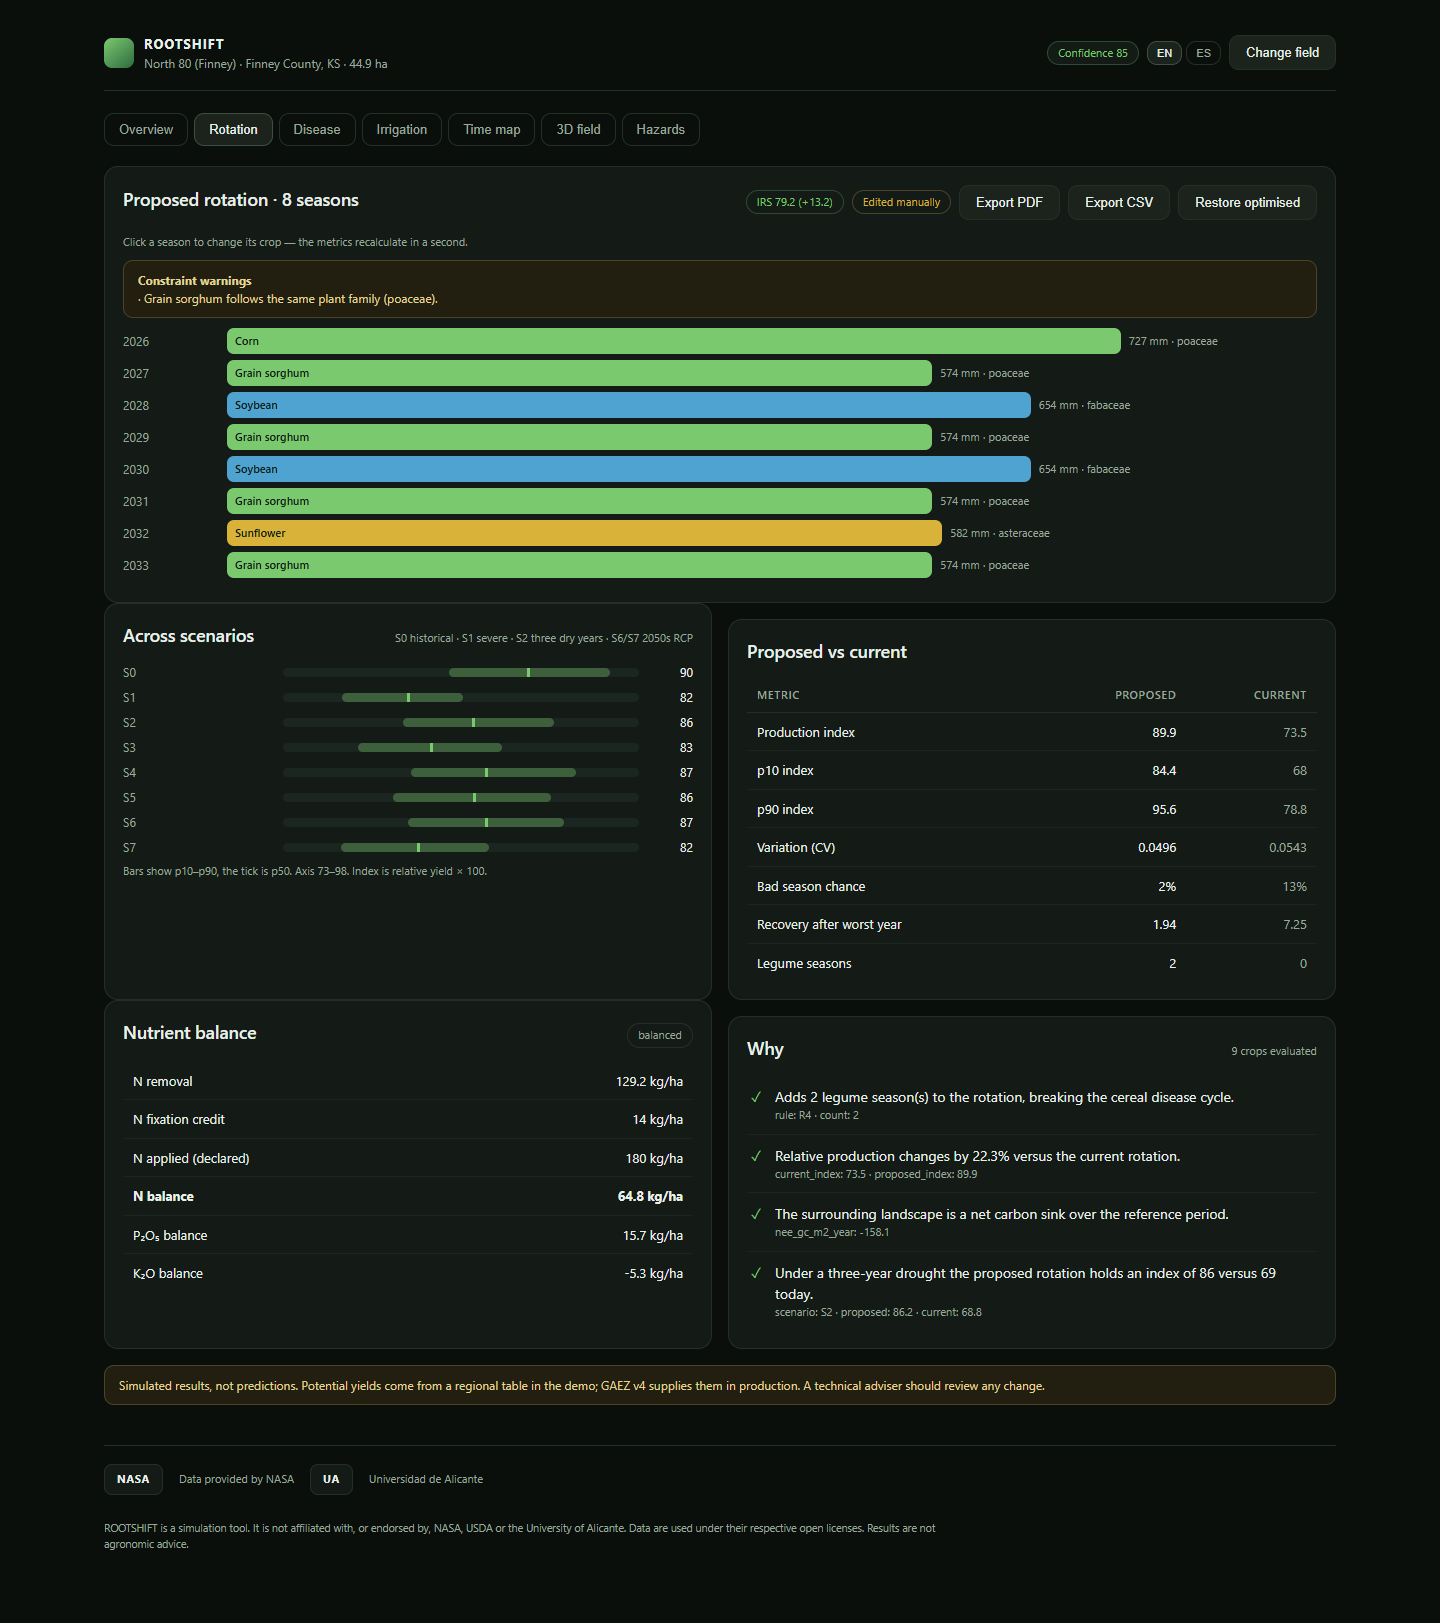 ROOTSHIFT
North 80 (Finney) · Finney County, KS · 44.9 ha
Confidence 85
EN
ES
Change field
Overview
Rotation
Disease
Irrigation
Time map
3D field
Hazards
Proposed rotation · 8 seasons
IRS 79.2 (+13.2)
Edited manually
Export PDF
Export CSV
Restore optimised
Click a season to change its crop — the metrics recalculate in a second.
Constraint warnings
· Grain sorghum follows the same plant family (poaceae).
2026 Corn 727 mm · poaceae
2027 Grain sorghum 574 mm · poaceae
2028 Soybean 654 mm · fabaceae
2029 Grain sorghum 574 mm · poaceae
2030 Soybean 654 mm · fabaceae
2031 Grain sorghum 574 mm · poaceae
2032 Sunflower 582 mm · asteraceae
2033 Grain sorghum 574 mm · poaceae
Across scenarios
S0 historical · S1 severe · S2 three dry years · S6/S7 2050s RCP
S0 90
S1 82
S2 86
S3 83
S4 87
S5 86
S6 87
S7 82
Bars show p10–p90, the tick is p50. Axis 73–98. Index is relative yield × 100.
Proposed vs current
METRIC PROPOSED CURRENT
Production index 89.9 73.5
p10 index 84.4 68
p90 index 95.6 78.8
Variation (CV) 0.0496 0.0543
Bad season chance 2% 13%
Recovery after worst year 1.94 7.25
Legume seasons 2 0
Nutrient balance
balanced
N removal 129.2 kg/ha
N fixation credit 14 kg/ha
N applied (declared) 180 kg/ha
N balance 64.8 kg/ha
P₂O₅ balance 15.7 kg/ha
K₂O balance -5.3 kg/ha
Why
9 crops evaluated
✓ Adds 2 legume season(s) to the rotation, breaking the cereal disease cycle.
rule: R4 · count: 2
✓ Relative production changes by 22.3% versus the current rotation.
current_index: 73.5 · proposed_index: 89.9
✓ The surrounding landscape is a net carbon sink over the reference period.
nee_gc_m2_year: -158.1
✓ Under a three-year drought the proposed rotation holds an index of 86 versus 69
today.
scenario: S2 · proposed: 86.2 · current: 68.8
Simulated results, not predictions. Potential yields come from a regional table in the demo; GAEZ v4 supplies them in production. A technical adviser should review any change.
NASA
Data provided by NASA
UA
Universidad de Alicante
ROOTSHIFT is a simulation tool. It is not affiliated with, or endorsed by, NASA, USDA or the University of Alicante. Data are used under their respective open licenses. Results are not
agronomic advice.